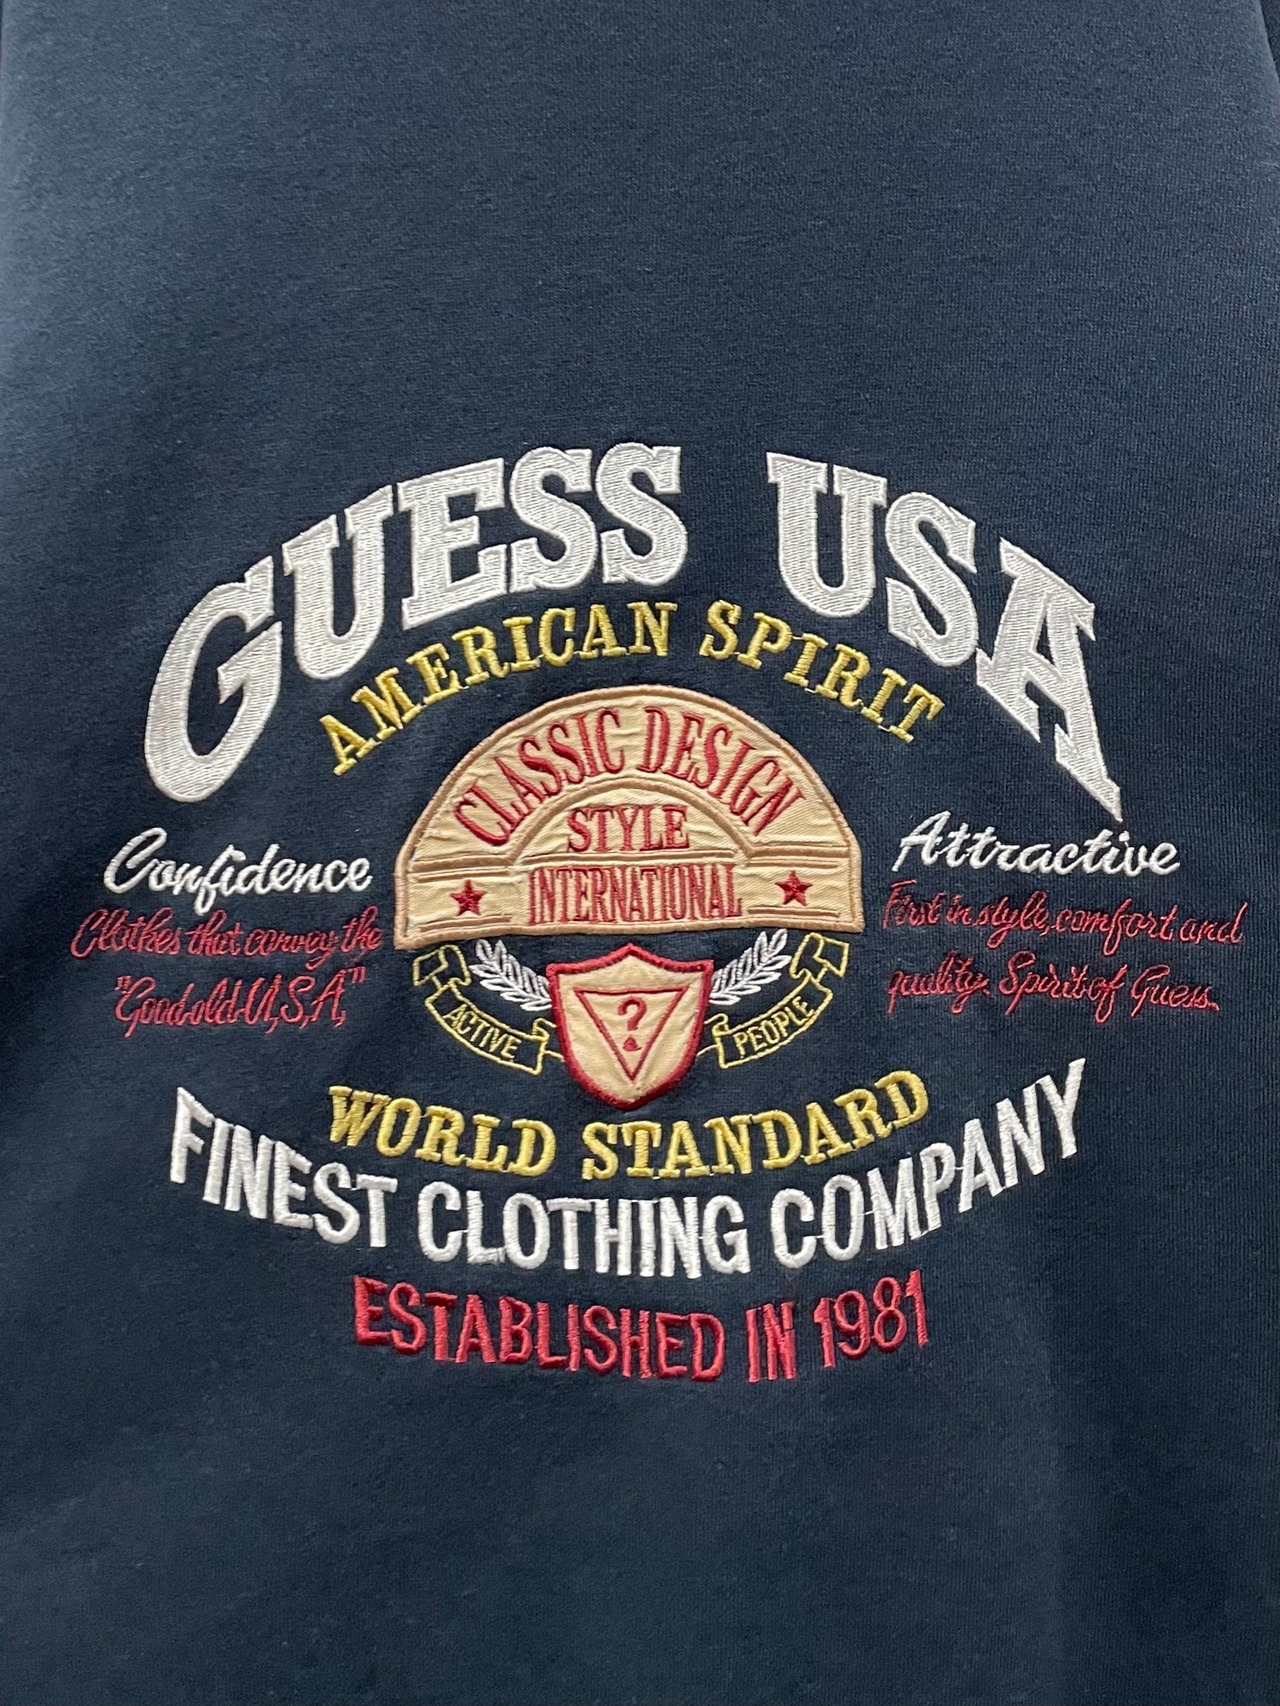 GUESS USA
AMERICAN SPIRIT
CLASSIC DESIGN
STYLE
INTERNATIONAL
Confidence
Clothes that convey the
"Good old U,S,A,"
Attractive
First in style, comfort and
quality. Spirit of Guess.
ACTIVE
?
PEOPLE
WORLD STANDARD
FINEST CLOTHING COMPANY
ESTABLISHED IN 1981